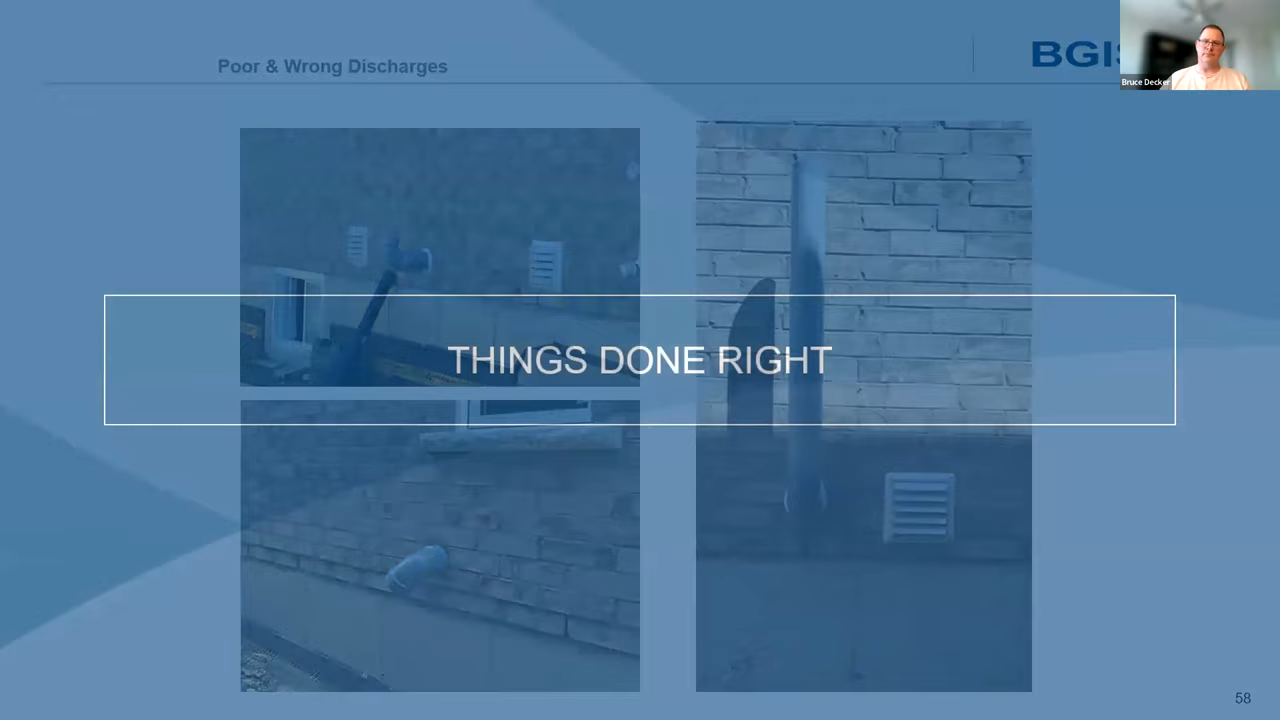 Poor & Wrong Discharges
BGIS
Bruce Decker
THINGS DONE RIGHT
58